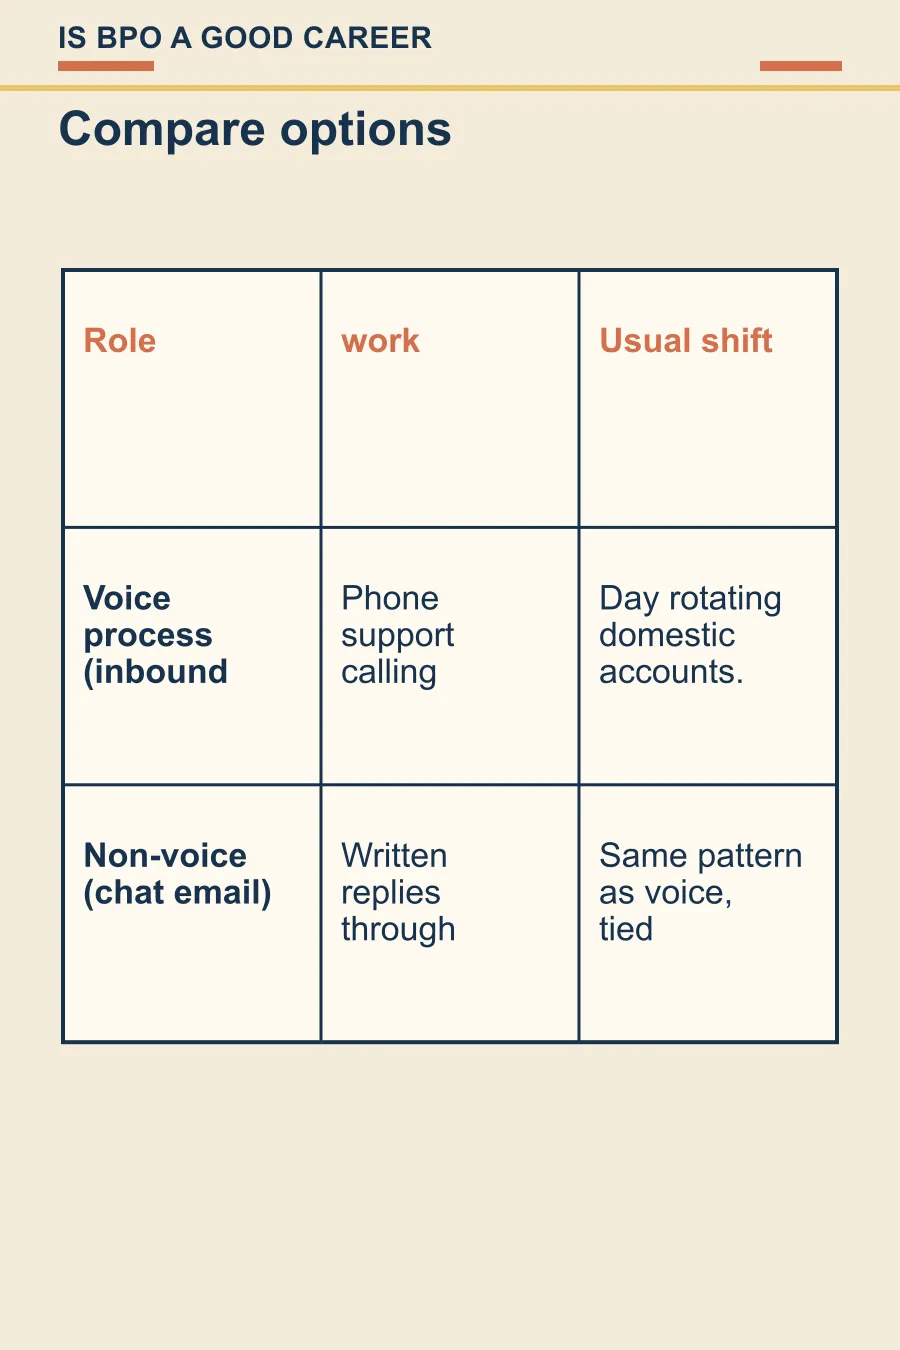 IS BPO A GOOD CAREER
Compare options
Role
work
Usual shift
Voice
process
(inbound
Phone
support
calling
Day rotating
domestic
accounts.
Non-voice
(chat email)
Written
replies
through
Same pattern
as voice,
tied